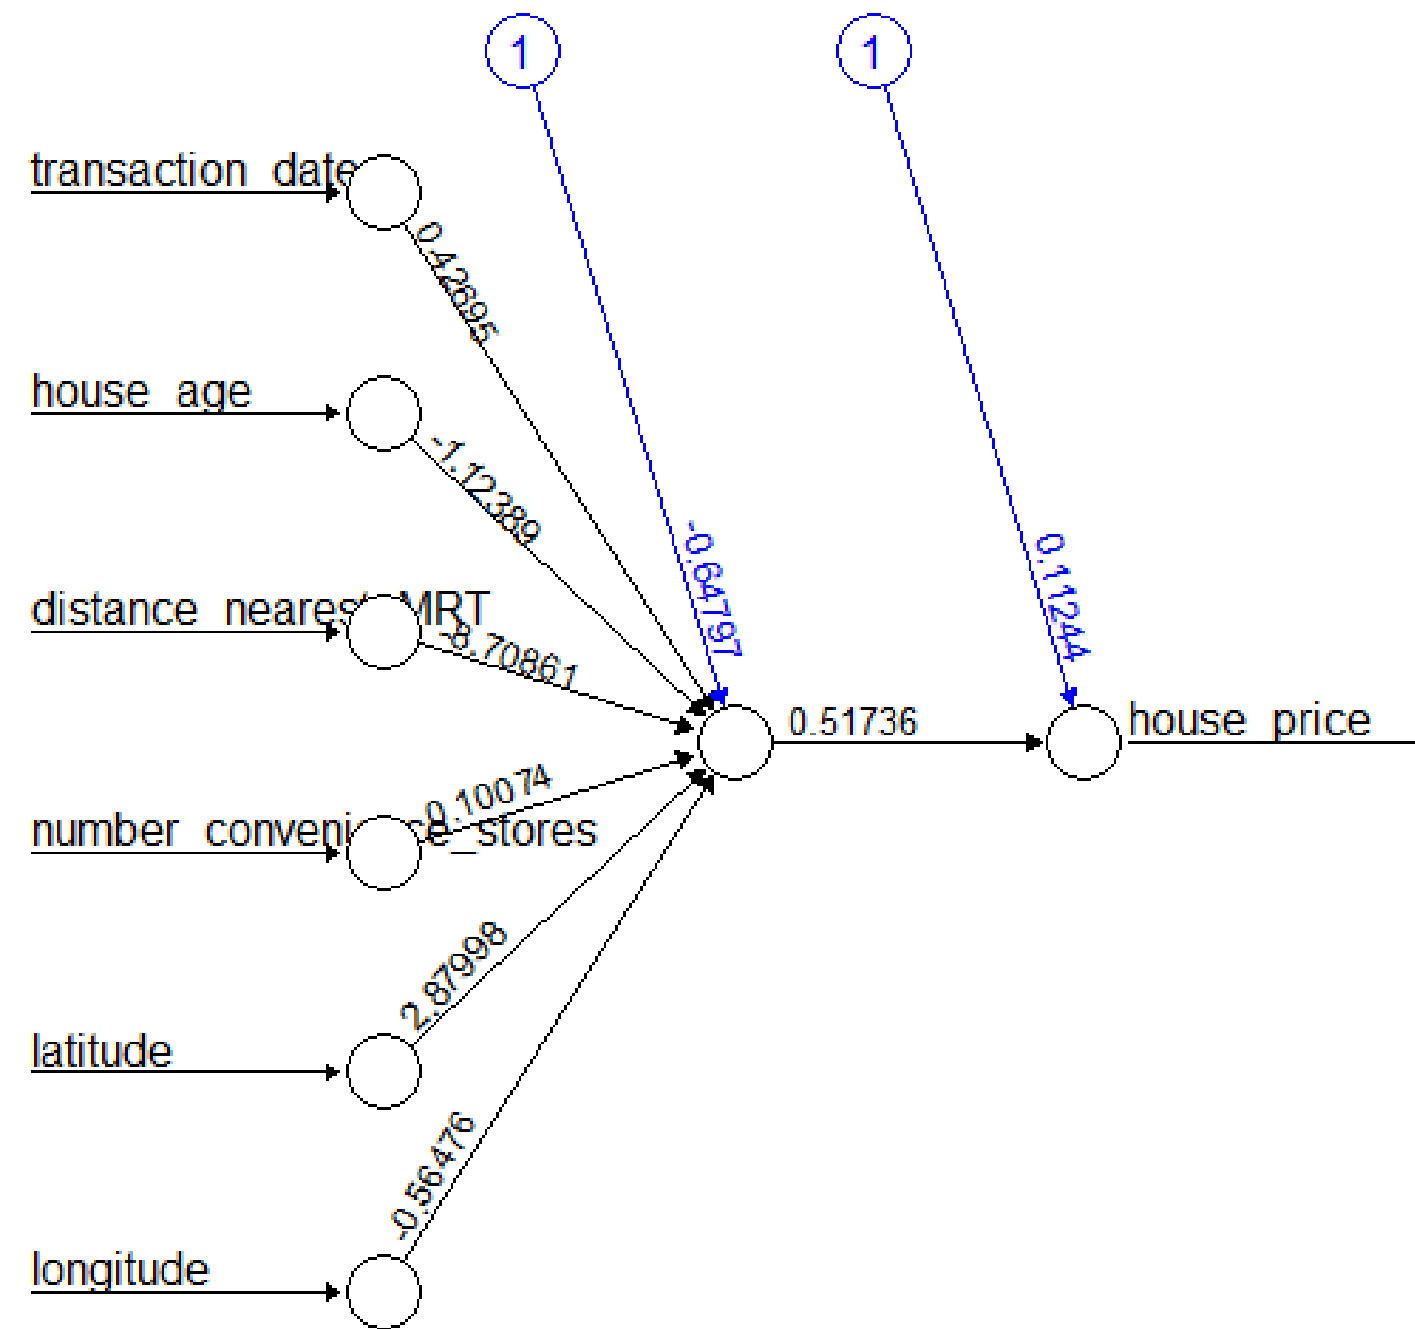 1
1
transaction_date
0.42695
house_age
-1.12389
-0.64797
0.11244
distance_nearest_MRT
-8.70861
0.51736
house_price
0.10074
number_convenience_stores
2.87998
latitude
-0.56476
longitude